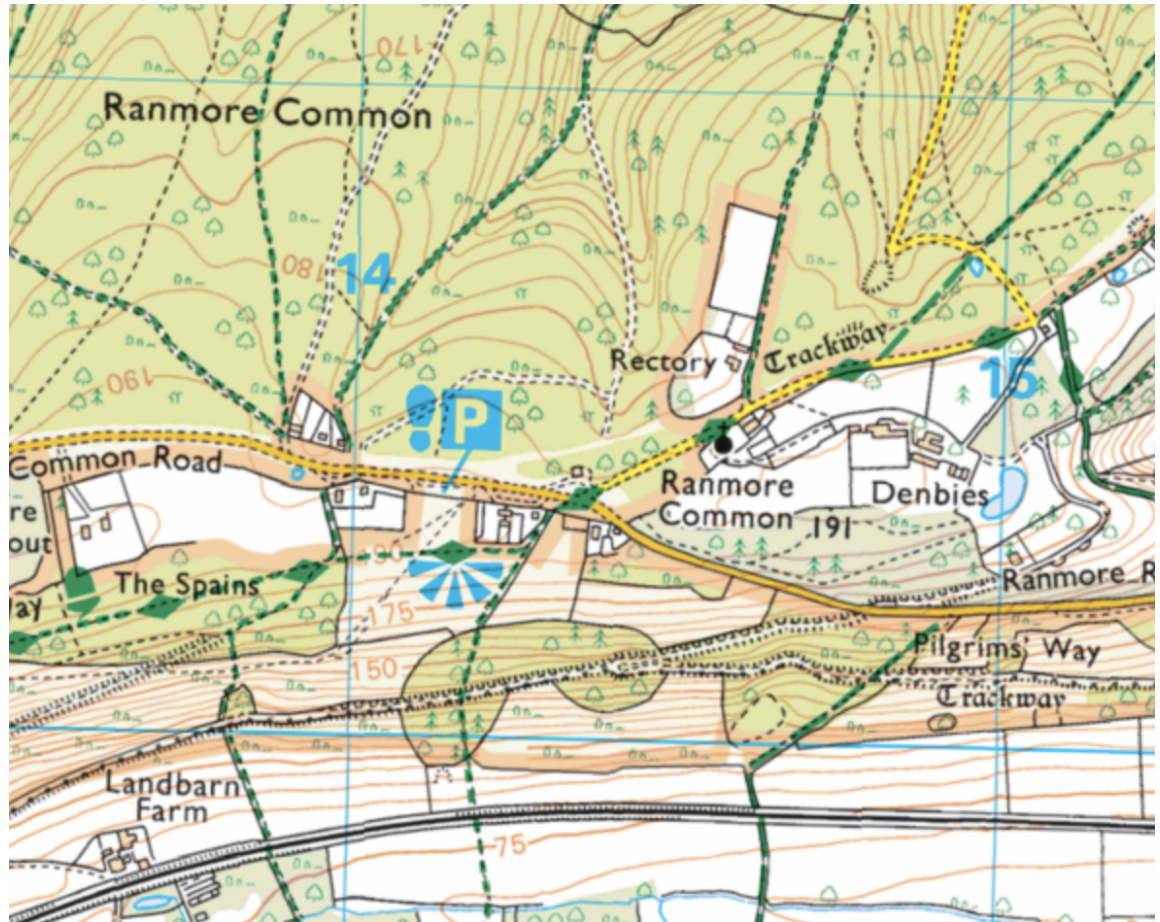 170
Ranmore Common
180
14
190
Rectory
Trackway
15
P
Common Road
re
out
Ranmore
Common
191
Denbies
190
The Spains
175
Ranmore R
ay
150
Pilgrims' Way
Trackway
Landbarn
Farm
75